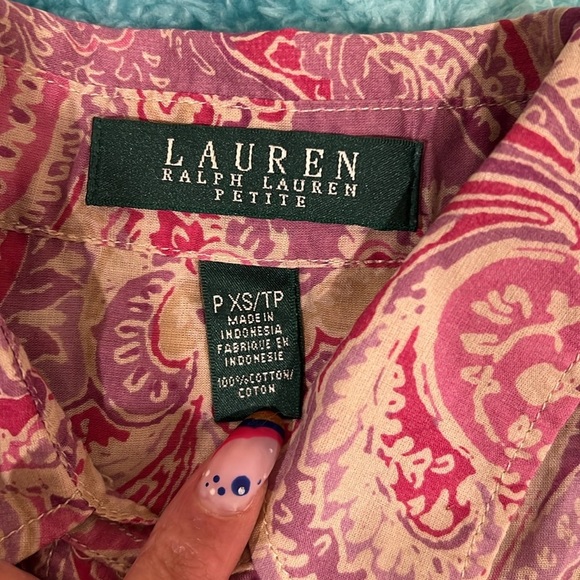 LAUREN
RALPH LAUREN
PETITE
P XS/TP
MADE IN
INDONESIA
FABRIQUE EN
INDONESIE
100%COTTON/
COTON